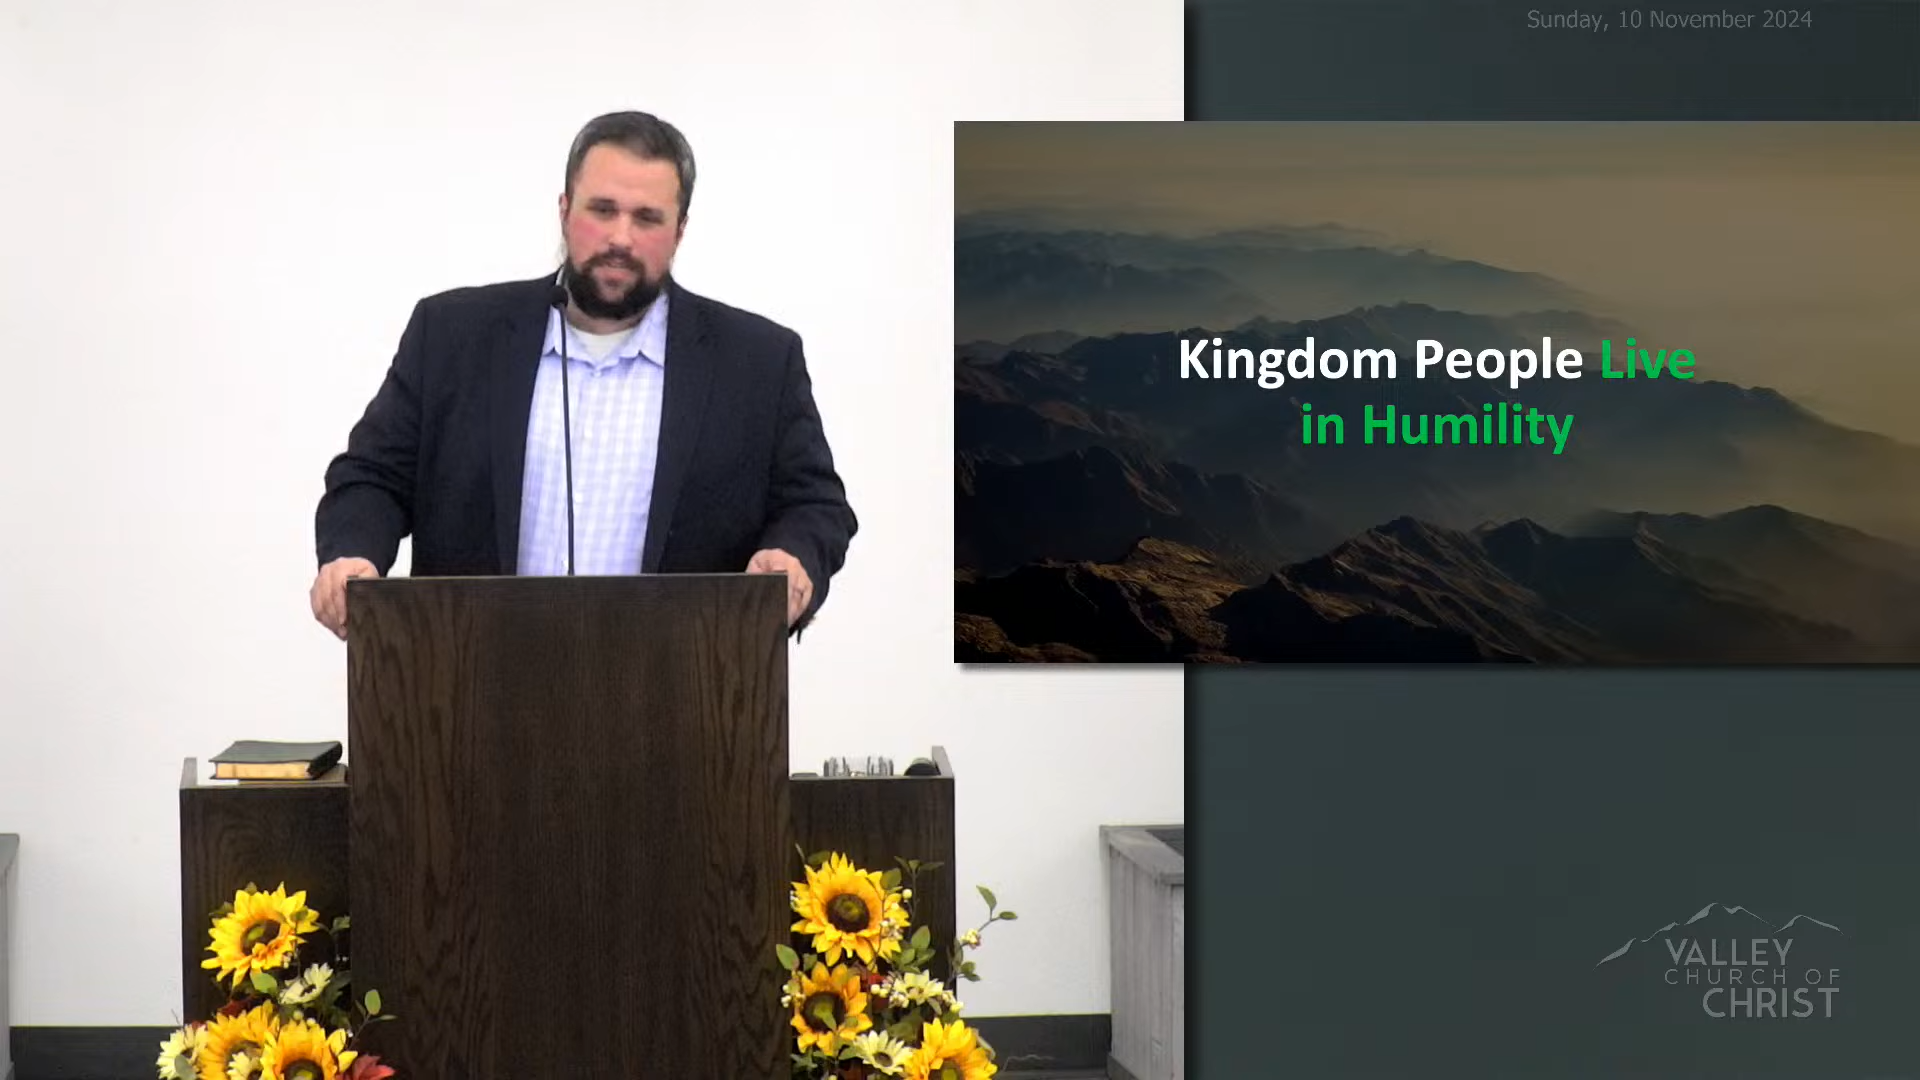 Sunday, 10 November 2024
Kingdom People Live
in Humility
VALLEY
CHURCH OF
CHRIST